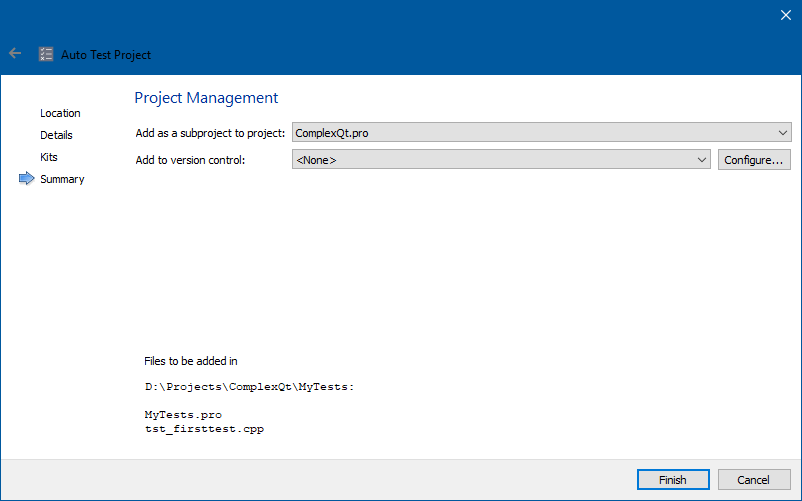 Auto Test Project
Project Management
Location
Details
Kits
Summary
Add as a subproject to project: ComplexQt.pro
Add to version control: <None> Configure...
Files to be added in
D:\Projects\ComplexQt\MyTests:
MyTests.pro
tst_firsttest.cpp
Finish Cancel